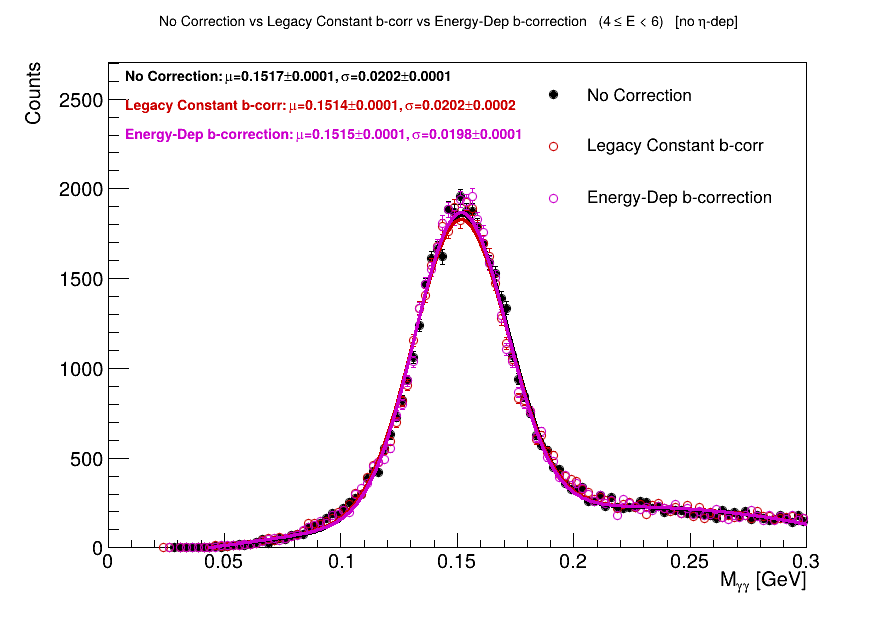 No Correction vs Legacy Constant b-corr vs Energy-Dep b-correction (4 ≤ E < 6) [no η-dep]
Counts
No Correction: μ=0.1517±0.0001, σ=0.0202±0.0001
Legacy Constant b-corr: μ=0.1514±0.0001, σ=0.0202±0.0002
Energy-Dep b-correction: μ=0.1515±0.0001, σ=0.0198±0.0001
No Correction
Legacy Constant b-corr
Energy-Dep b-correction
2500
2000
1500
1000
500
0
0 0.05 0.1 0.15 0.2 0.25 0.3
Mγγ [GeV]